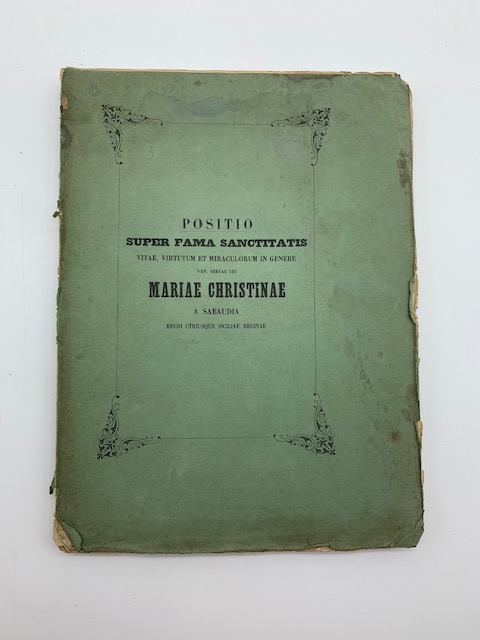 POSITIO
SUPER FAMA SANCTITATIS
VITAE, VIRTUTUM ET MIRACULORUM IN GENERE
VEN. SERVAE DEI
MARIAE CHRISTINAE
A SABAUDIA
REGNI UTRIUSQUE SICILIAE REGINAE